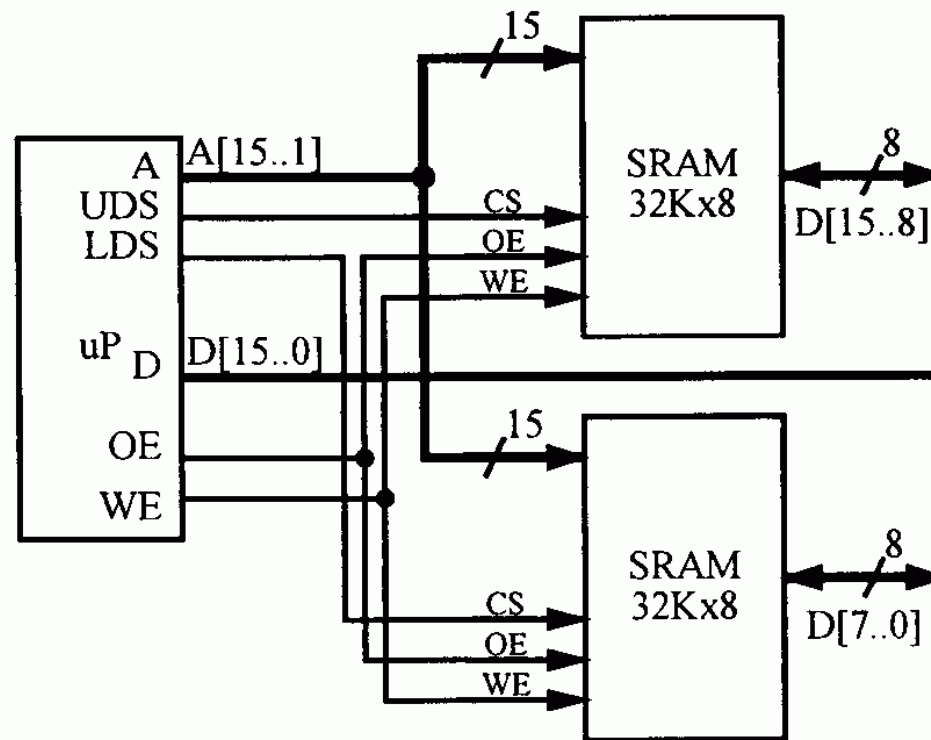 15
A
A[15..1]
UDS
LDS
uP
D
D[15..0]
OE
WE
CS
OE
WE
SRAM
32Kx8
8
D[15..8]
15
CS
OE
WE
SRAM
32Kx8
8
D[7..0]